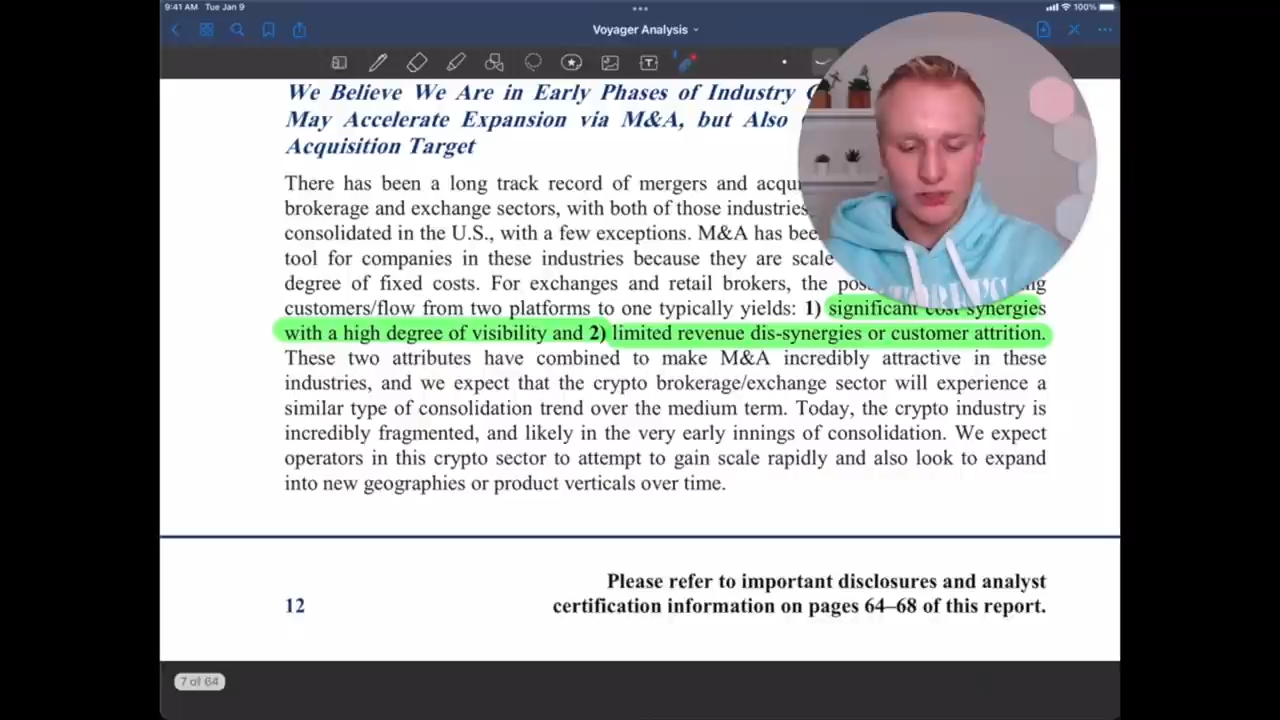 9:41 AM Tue Jan 9
100%
Voyager Analysis
We Believe We Are in Early Phases of Industry
May Accelerate Expansion via M&A, but Also
Acquisition Target
There has been a long track record of mergers and
brokerage and exchange sectors, with both of those industries
consolidated in the U.S., with a few exceptions. M&A has
tool for companies in these industries because they are scale
degree of fixed costs. For exchanges and retail brokers, the
customers/flow from two platforms to one typically yields: 1) significant cost synergies
with a high degree of visibility and 2) limited revenue dis-synergies or customer attrition.
These two attributes have combined to make M&A incredibly attractive in these
industries, and we expect that the crypto brokerage/exchange sector will experience a
similar type of consolidation trend over the medium term. Today, the crypto industry is
incredibly fragmented, and likely in the very early innings of consolidation. We expect
operators in this crypto sector to attempt to gain scale rapidly and also look to expand
into new geographies or product verticals over time.
Please refer to important disclosures and analyst
12 certification information on pages 64–68 of this report.
7 of 64